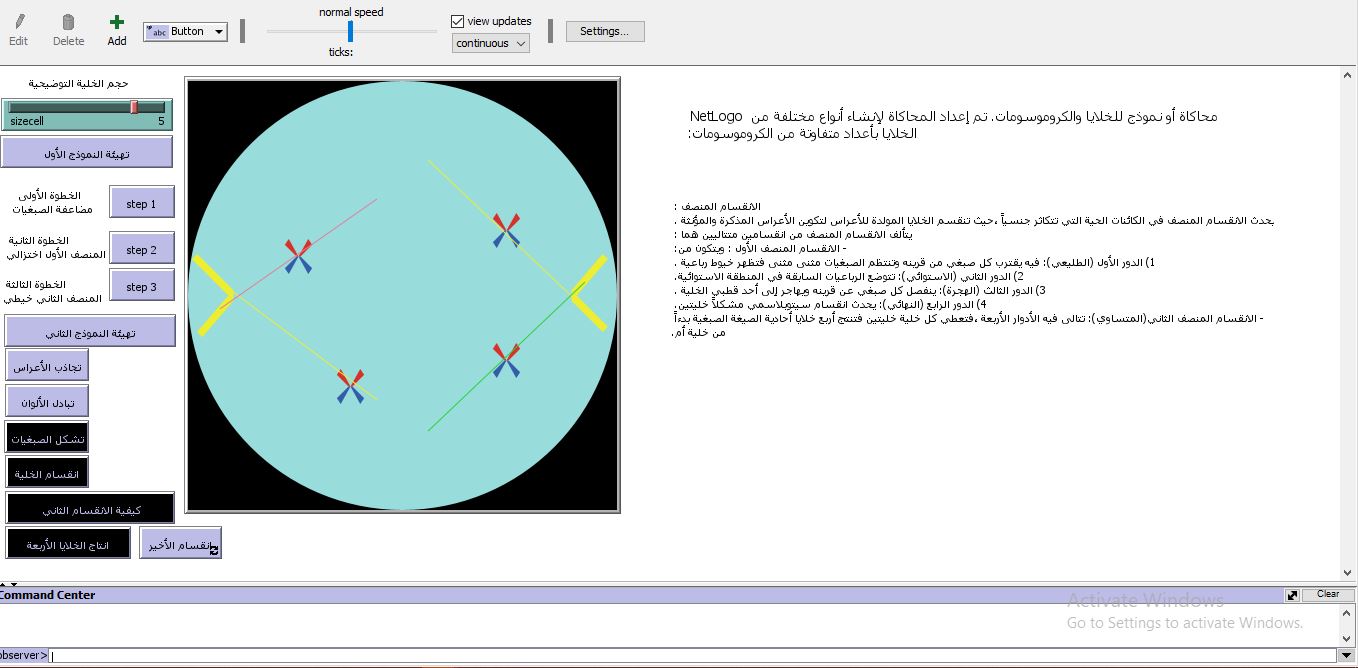 Edit
Delete
Add
abc Button
normal speed
ticks:
view updates
continuous
Settings...
حجم الخلية التوضيحية
sizecell 5
تهيئة النموذج الأول
الخطوة الأولى
مضاعفة الصبغيات
step 1
الخطوة الثانية
المنصف الأول اختزالي
step 2
الخطوة الثالثة
المنصف الثاني خيطي
step 3
تهيئة النموذج الثاني
تجاذب الأعراس
تبادل الألوان
تشكل الصبغيات
انقسام الخلية
كيفية الانقسام الثاني
انتاج الخلايا الأربعة
انقسام الأخير
محاكاة أو نموذج للخلايا والكروموسومات. تم إعداد المحاكاة لإنشاء أنواع مختلفة من NetLogo
الخلايا بأعداد متفاوتة من الكروموسومات:
الانقسام المنصف :
يحدث الانقسام المنصف في الكائنات الحية التي تتكاثر جنسياً ،حيث تنقسم الخلايا المولدة للأعراس لتكوين الأعراس المذكرة والمؤنثة .
يتألف الانقسام المنصف من انقسامين متتاليين هما :
- الانقسام المنصف الأول : ويتكون من:
1) الدور الأول (الطليعي): فيه يقترب كل صبغي من قرينه وتنتظم الصبغيات مثنى مثنى فتظهر خيوط رباعية .
2) الدور الثاني (الاستوائي): تتوضع الرباعيات السابقة في المنطقة الاستوائية.
3) الدور الثالث (الهجرة): ينفصل كل صبغي عن قرينه ويهاجر إلى أحد قطبي الخلية .
4) الدور الرابع (النهائي): يحدث انقسام سيتوبلاسمي مشكلاً خليتين.
- الانقسام المنصف الثاني(المتساوي): تتالى فيه الأدوار الأربعة ،فتعطي كل خلية خليتين فتنتج أربع خلايا أحادية الصيغة الصبغية بدءاً
من خلية أم.
Command Center
Clear
Activate Windows
Go to Settings to activate Windows.
observer>